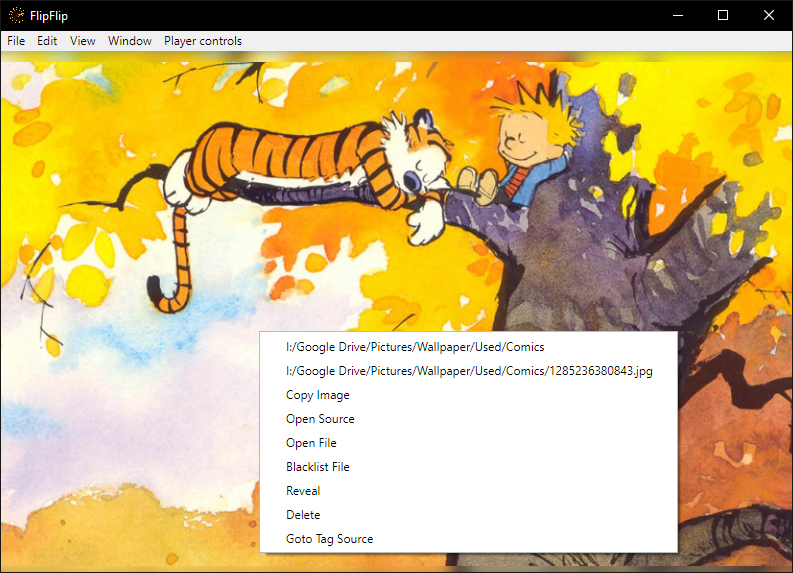 FlipFlip
File Edit View Window Player controls
I:/Google Drive/Pictures/Wallpaper/Used/Comics
I:/Google Drive/Pictures/Wallpaper/Used/Comics/1285236380843.jpg
Copy Image
Open Source
Open File
Blacklist File
Reveal
Delete
Goto Tag Source